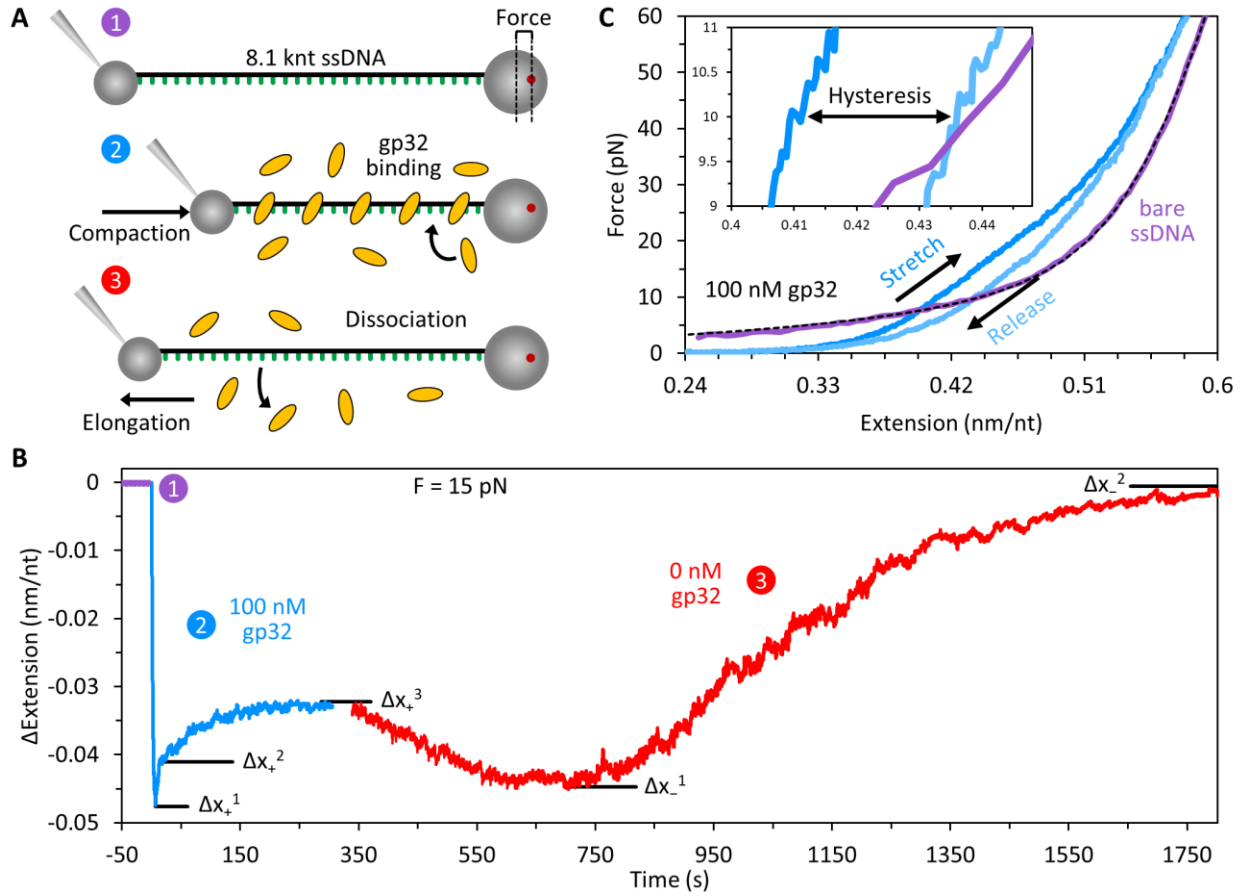 A
1
Force
8.1 knt ssDNA
2
gp32
binding
Compaction
3
Dissociation
Elongation
C
60
50
40
30
20
10
0
Force (pN)
11
10.5
10
9.5
9
0.4
0.41
0.42
0.43
0.44
Hysteresis
Stretch
Release
bare
ssDNA
100 nM gp32
0.24
0.33
0.42
0.51
0.6
Extension (nm/nt)
B
0
-0.01
-0.02
-0.03
-0.04
-0.05
ΔExtension (nm/nt)
1
F = 15 pN
2
100 nM
gp32
0 nM
gp32
3
Δx₊¹
Δx₊²
Δx₊³
Δx₋¹
Δx₋²
-50
150
350
550
750
950
1150
1350
1550
1750
Time (s)